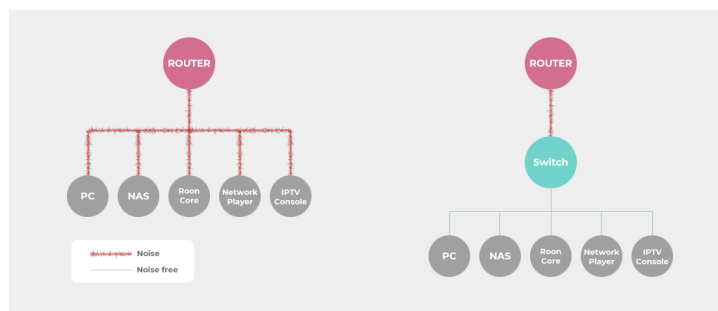 ROUTER
PC
NAS
Roon
Core
Network
Player
IPTV
Console
Noise
Noise free
ROUTER
Switch
PC
NAS
Roon
Core
Network
Player
IPTV
Console